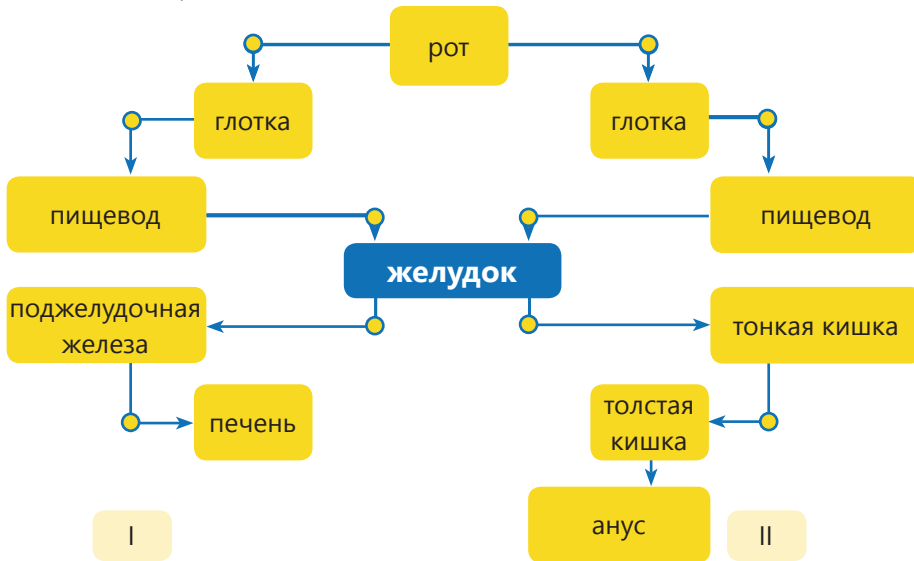 рот
глотка
глотка
пищевод
пищевод
желудок
поджелудочная
железа
тонкая кишка
печень
толстая
кишка
анус
I
II